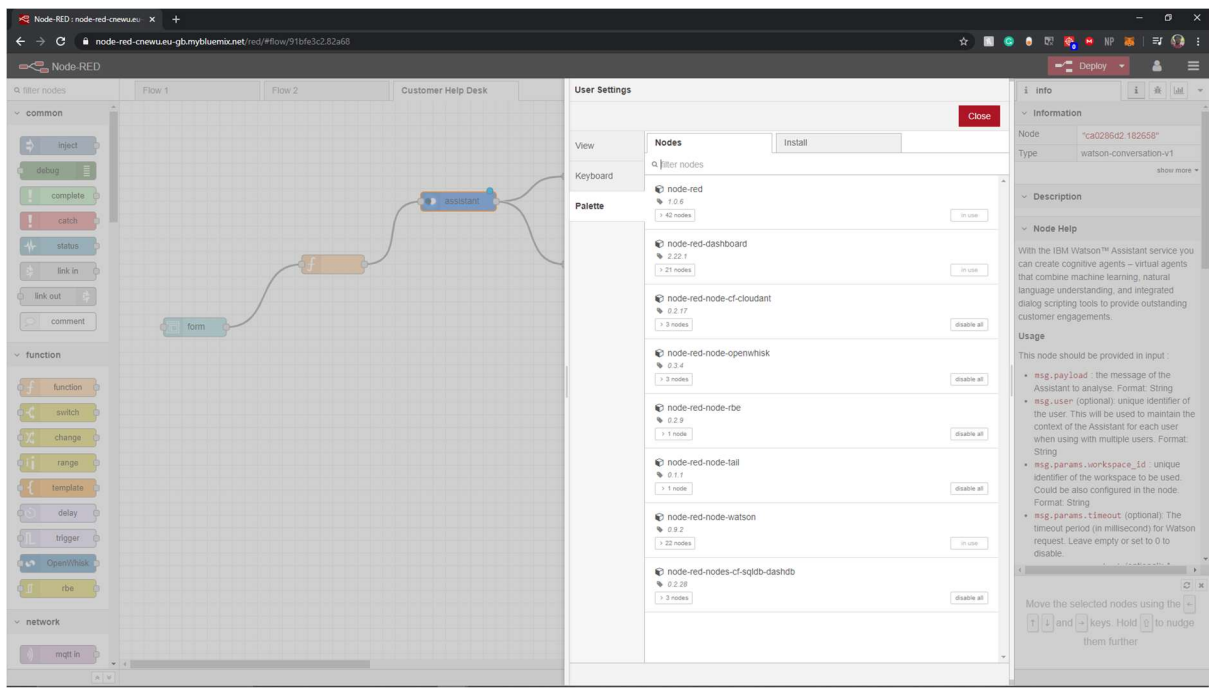 Node-RED : node-red-cnewu.eu-
node-red-cnewu.eu-gb.mybluemix.net/red/#flow/91bfe3c2.82a68
NP
0
Node-RED
Deploy
filter nodes
common
inject
debug
complete
catch
status
link in
link out
comment
function
function
switch
change
range
template
delay
trigger
OpenWhisk
rbe
network
mqtt in
Flow 1
Flow 2
Customer Help Desk
form
assistant
User Settings
Close
View
Keyboard
Palette
Nodes
Install
filter nodes
node-red
1.0.6
42 nodes
in use
node-red-dashboard
2.22.1
21 nodes
in use
node-red-node-cf-cloudant
0.2.17
3 nodes
disable all
node-red-node-openwhisk
0.3.4
3 nodes
disable all
node-red-node-rbe
0.2.9
1 node
disable all
node-red-node-tail
0.1.1
1 node
disable all
node-red-node-watson
0.9.2
22 nodes
in use
node-red-nodes-cf-sqldb-dashdb
0.2.28
3 nodes
disable all
info
Information
Node "ca0286d2.182658"
Type watson-conversation-v1
show more
Description
Node Help
With the IBM Watson™ Assistant service you
can create cognitive agents – virtual agents
that combine machine learning, natural
language understanding, and integrated
dialog scripting tools to provide outstanding
customer engagements.
Usage
This node should be provided in input :
• msg.payload : the message of the
Assistant to analyse. Format: String
• msg.user (optional): unique identifier of
the user. This will be used to maintain the
context of the Assistant for each user
when using with multiple users. Format:
String
• msg.params.workspace_id : unique
identifier of the workspace to be used.
Could be also configured in the node.
Format: String
• msg.params.timeout (optional): The
timeout period (in millisecond) for Watson
request. Leave empty or set to 0 to
disable.
Move the selected nodes using the ←
↑ ↓ and → keys. Hold ⇧ to nudge
them further